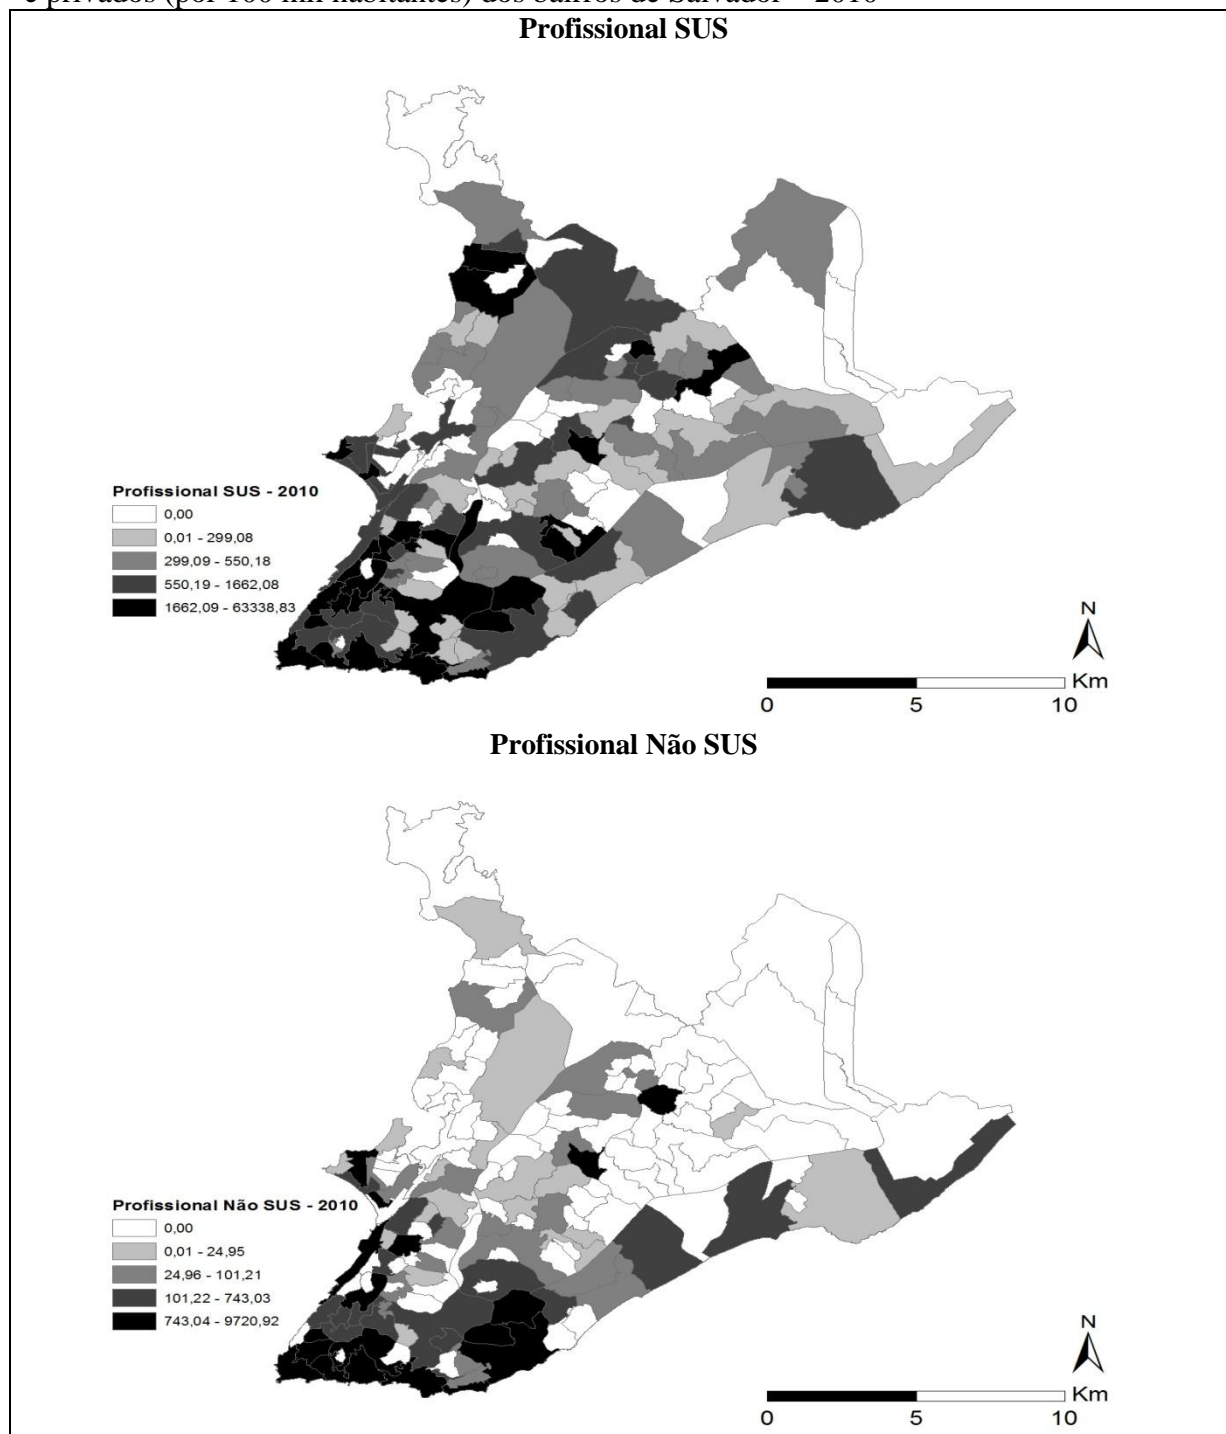 e privados (por 100 mil habitantes) dos bairros de Salvador – 2010
Profissional SUS
Profissional SUS - 2010
0,00
0,01 - 299,08
299,09 - 550,18
550,19 - 1662,08
1662,09 - 63338,83
N
Km
0 5 10
Profissional Não SUS
Profissional Não SUS - 2010
0,00
0,01 - 24,95
24,96 - 101,21
101,22 - 743,03
743,04 - 9720,92
N
Km
0 5 10